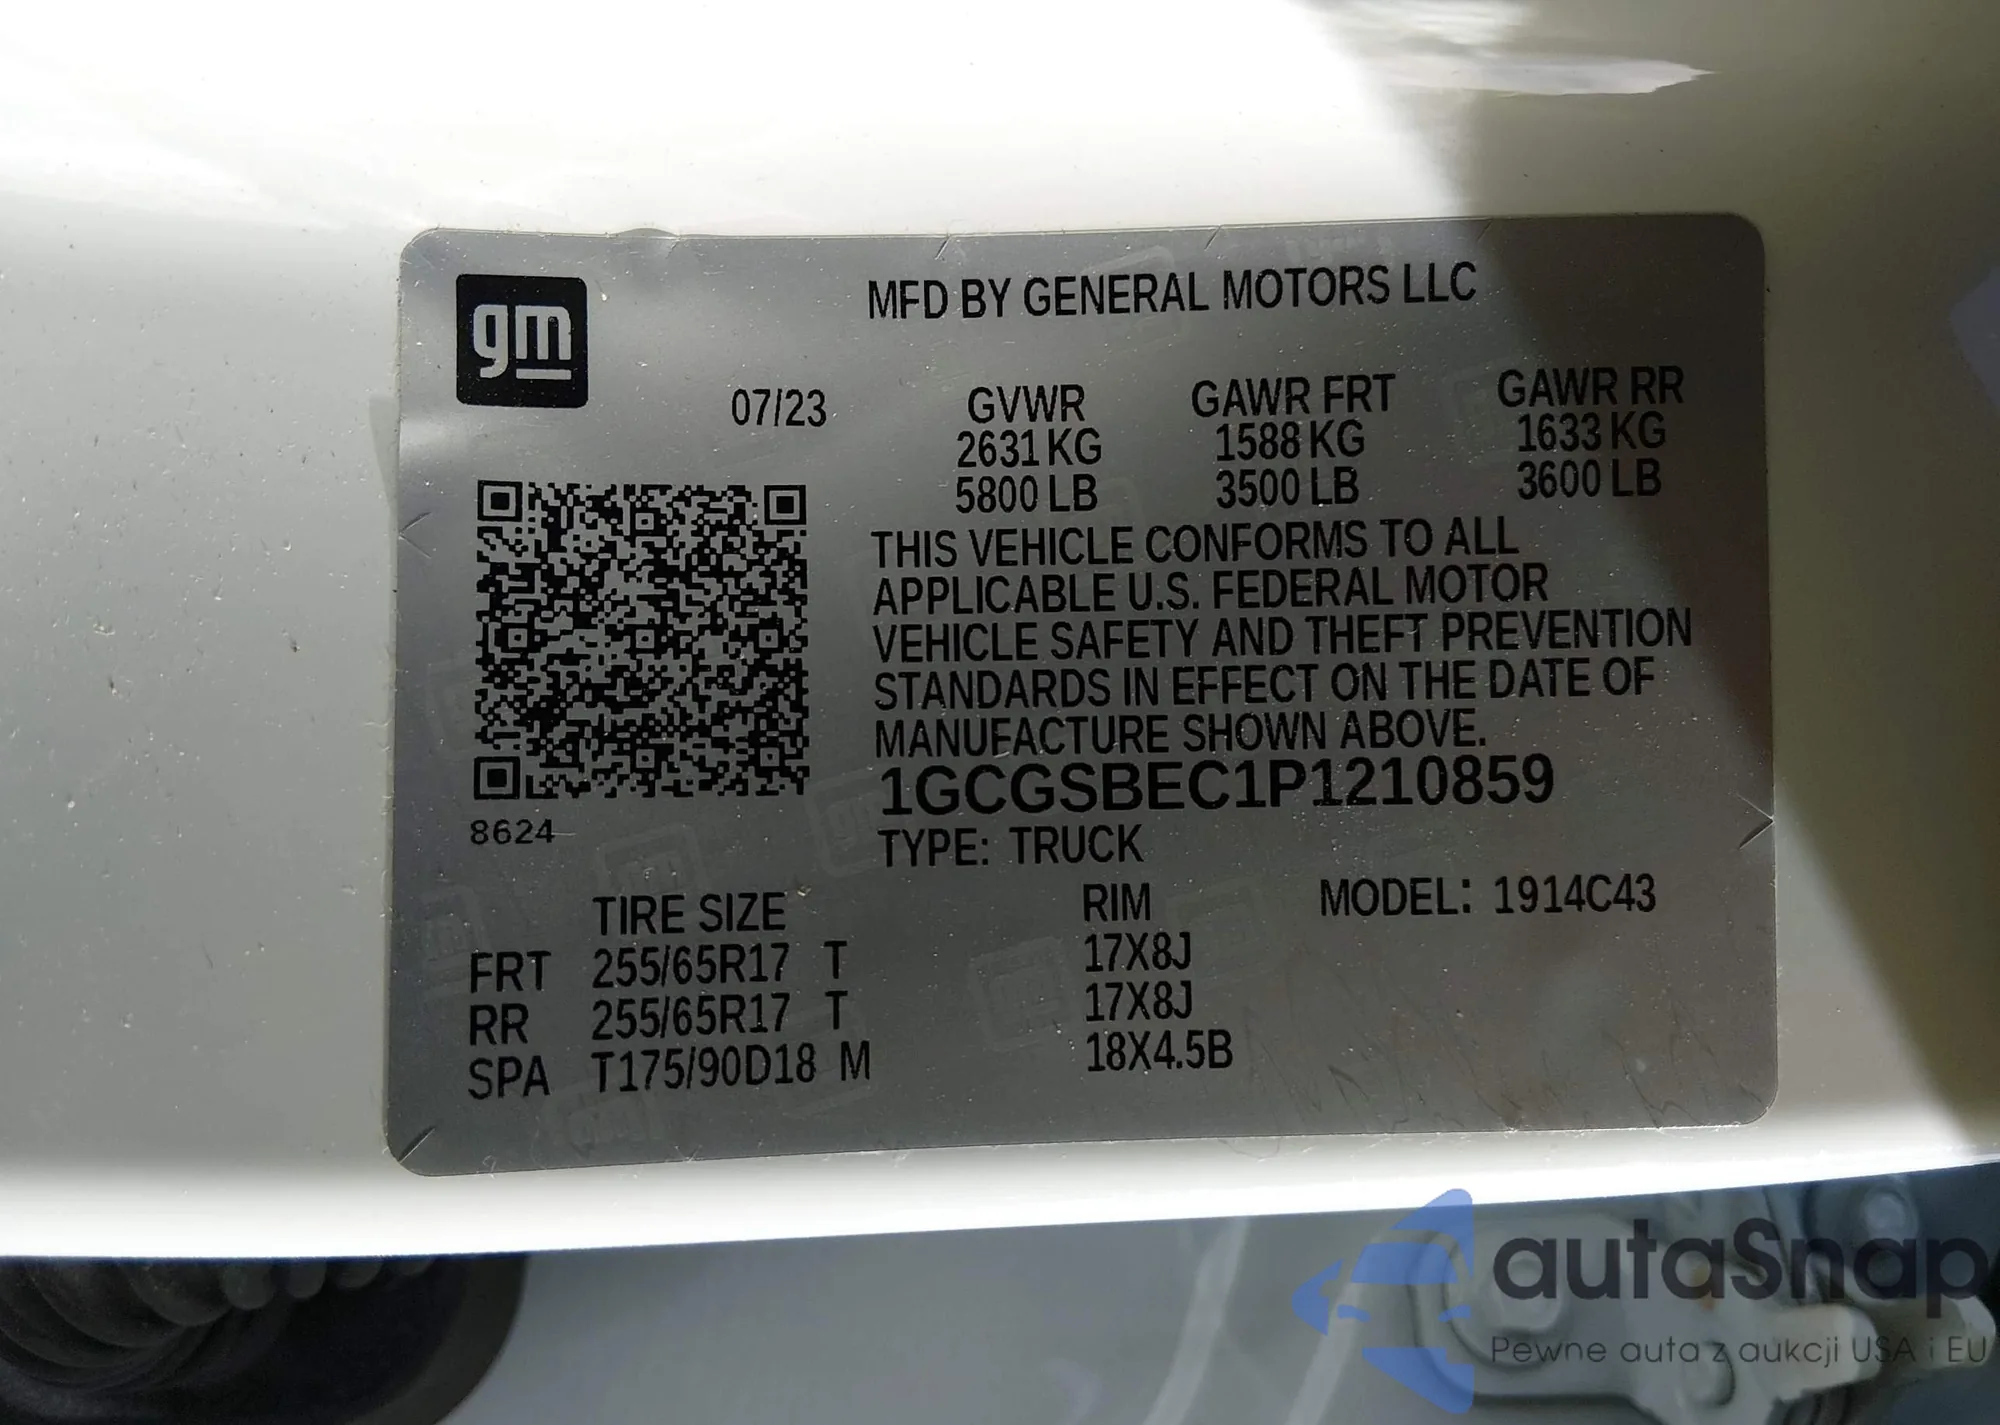 gm
MFD BY GENERAL MOTORS LLC
07/23 GVWR GAWR FRT GAWR RR
2631 KG 1588 KG 1633 KG
5800 LB 3500 LB 3600 LB
THIS VEHICLE CONFORMS TO ALL
APPLICABLE U.S. FEDERAL MOTOR
VEHICLE SAFETY AND THEFT PREVENTION
STANDARDS IN EFFECT ON THE DATE OF
MANUFACTURE SHOWN ABOVE.
1GCGSBEC1P1210859
8624
TYPE: TRUCK
TIRE SIZE RIM MODEL: 1914C43
FRT 255/65R17 T 17X8J
RR 255/65R17 T 17X8J
SPA T175/90D18 M 18X4.5B
autaSnap
Pewne auta z aukcji USA i EU